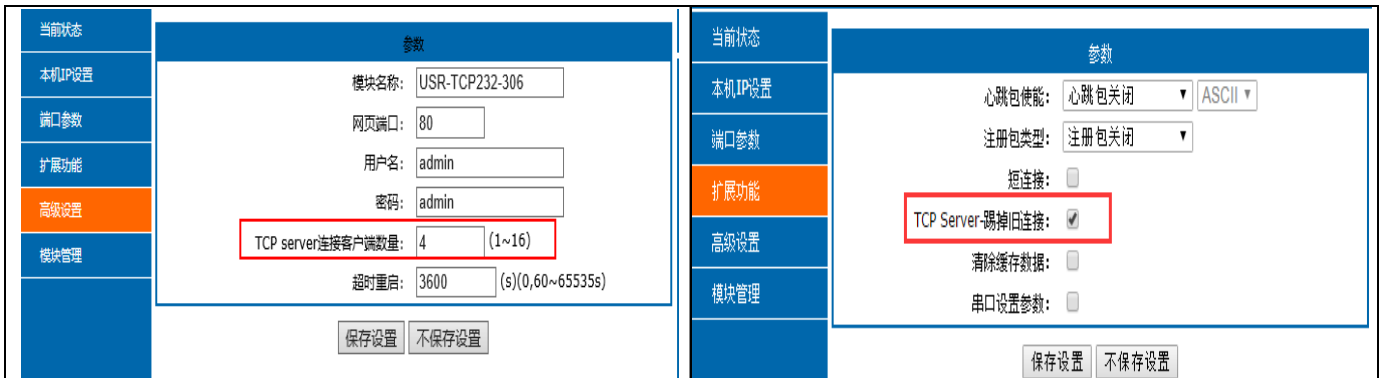 当前状态
本机IP设置
端口参数
扩展功能
高级设置
模块管理
参数
模块名称: USR-TCP232-306
网页端口: 80
用户名: admin
密码: admin
TCP server连接客户端数量: 4 (1~16)
超时重启: 3600 (s)(0,60~65535s)
保存设置 不保存设置
当前状态
本机IP设置
端口参数
扩展功能
高级设置
模块管理
参数
心跳包使能: 心跳包关闭 ASCII
注册包类型: 注册包关闭
短连接:
TCP Server-踢掉旧连接:
清除缓存数据:
串口设置参数:
保存设置 不保存设置